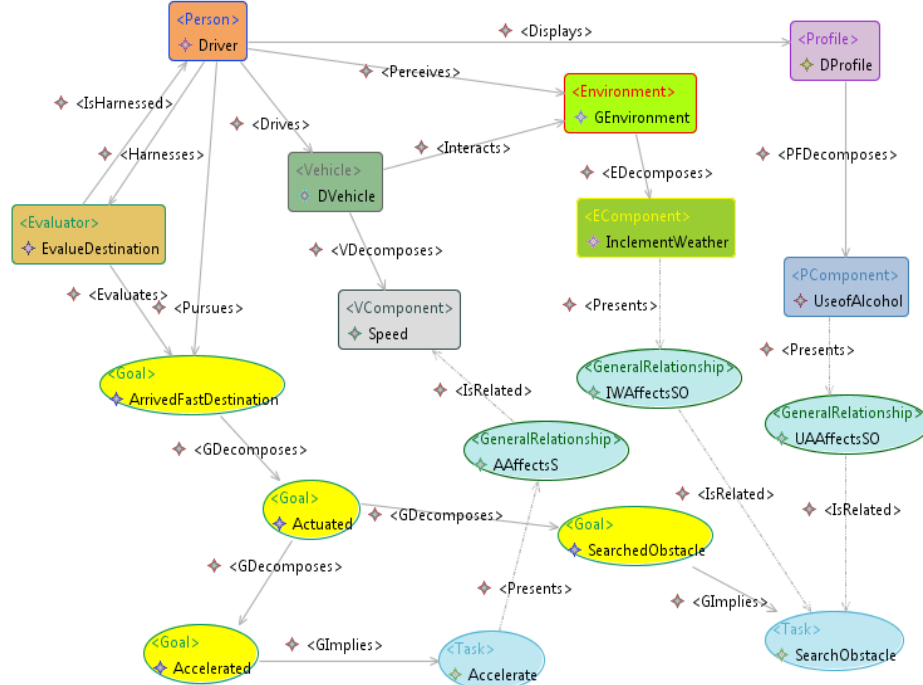 <Person>
Driver
<Displays>
<Profile>
DProfile
<Perceives>
<IsHarnessed>
<Environment>
GEnvironment
<Drives>
<Harnesses>
<Interacts>
<PFDecomposes>
<Vehicle>
DVehicle
<EDecomposes>
<Evaluator>
EvalueDestination
<EComponent>
InclementWeather
<VDecomposes>
<PComponent>
UseofAlcohol
<Evaluates>
<Pursues>
<VComponent>
Speed
<Presents>
<Presents>
<Goal>
ArrivedFastDestination
<IsRelated>
<GeneralRelationship>
IWAffectsSO
<GeneralRelationship>
UAAffectsSO
<GDecomposes>
<GeneralRelationship>
AAffectsS
<IsRelated>
<IsRelated>
<Goal>
Actuated
<GDecomposes>
<Goal>
SearchedObstacle
<GDecomposes>
<Presents>
<GImplies>
<Goal>
Accelerated
<GImplies>
<Task>
Accelerate
<Task>
SearchObstacle